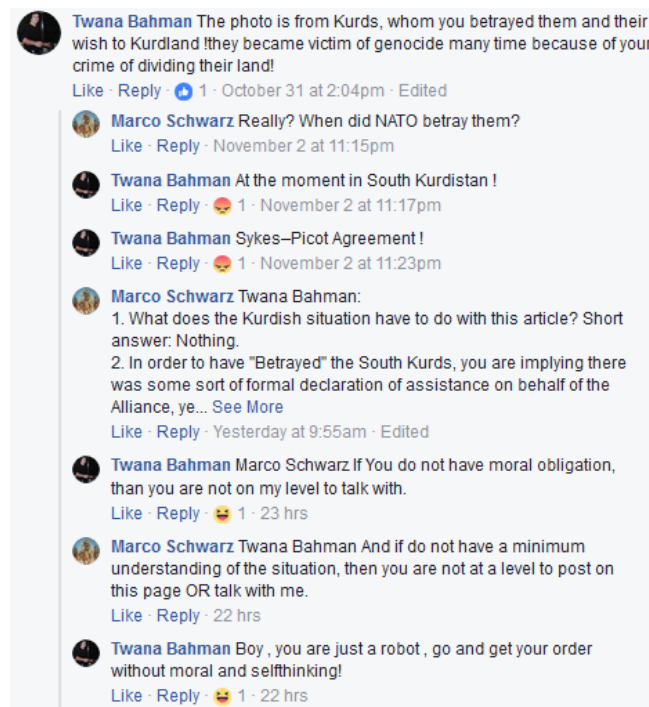 Twana Bahman The photo is from Kurds, whom you betrayed them and their
wish to Kurdland !they became victim of genocide many time because of your
crime of dividing their land!
Like · Reply · 1 · October 31 at 2:04pm · Edited
Marco Schwarz Really? When did NATO betray them?
Like · Reply · November 2 at 11:15pm
Twana Bahman At the moment in South Kurdistan !
Like · Reply · 1 · November 2 at 11:17pm
Twana Bahman Sykes–Picot Agreement !
Like · Reply · 1 · November 2 at 11:23pm
Marco Schwarz Twana Bahman:
1. What does the Kurdish situation have to do with this article? Short
answer: Nothing.
2. In order to have "Betrayed" the South Kurds, you are implying there
was some sort of formal declaration of assistance on behalf of the
Alliance, ye... See More
Like · Reply · Yesterday at 9:55am · Edited
Twana Bahman Marco Schwarz If You do not have moral obligation,
than you are not on my level to talk with.
Like · Reply · 1 · 23 hrs
Marco Schwarz Twana Bahman And if do not have a minimum
understanding of the situation, then you are not at a level to post on
this page OR talk with me.
Like · Reply · 22 hrs
Twana Bahman Boy , you are just a robot , go and get your order
without moral and selfthinking!
Like · Reply · 1 · 22 hrs